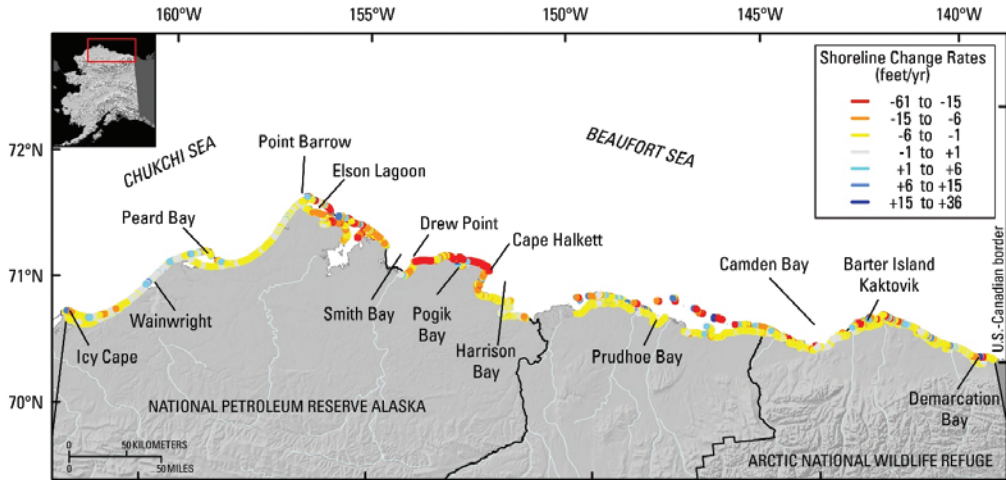 160°W
155°W
150°W
145°W
140°W
Shoreline Change Rates
(feet/yr)
-61 to -15
-15 to -6
-6 to -1
-1 to +1
+1 to +6
+6 to +15
+15 to +36
72°N
71°N
70°N
CHUKCHI SEA
BEAUFORT SEA
Point Barrow
Elson Lagoon
Peard Bay
Drew Point
Cape Halkett
Camden Bay
Barter Island
Kaktovik
U.S.-Canadian border
Wainwright
Smith Bay
Pogik
Bay
Icy Cape
Harrison
Bay
Prudhoe Bay
Demarcation
Bay
NATIONAL PETROLEUM RESERVE ALASKA
ARCTIC NATIONAL WILDLIFE REFUGE
0 50 KILOMETERS
0 50 MILES